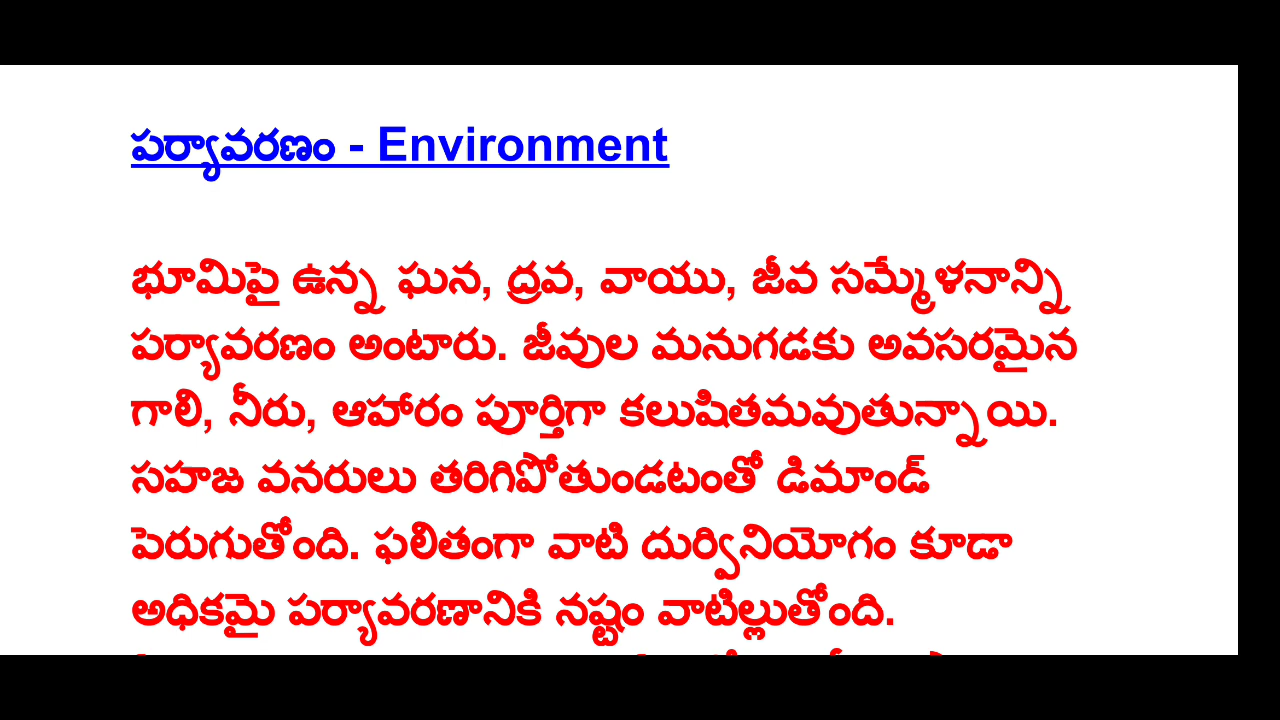 పర్యావరణం - Environment
భూమిపై ఉన్న ఘన, ద్రవ, వాయు, జీవ సమ్మేళనాన్ని
పర్యావరణం అంటారు. జీవుల మనుగడకు అవసరమైన
గాలి, నీరు, ఆహారం పూర్తిగా కలుషితమవుతున్నాయి.
సహజ వనరులు తరిగిపోతుండటంతో డిమాండ్
పెరుగుతోంది. ఫలితంగా వాటి దుర్వినియోగం కూడా
అధికమై పర్యావరణానికి నష్టం వాటిల్లుతోంది.